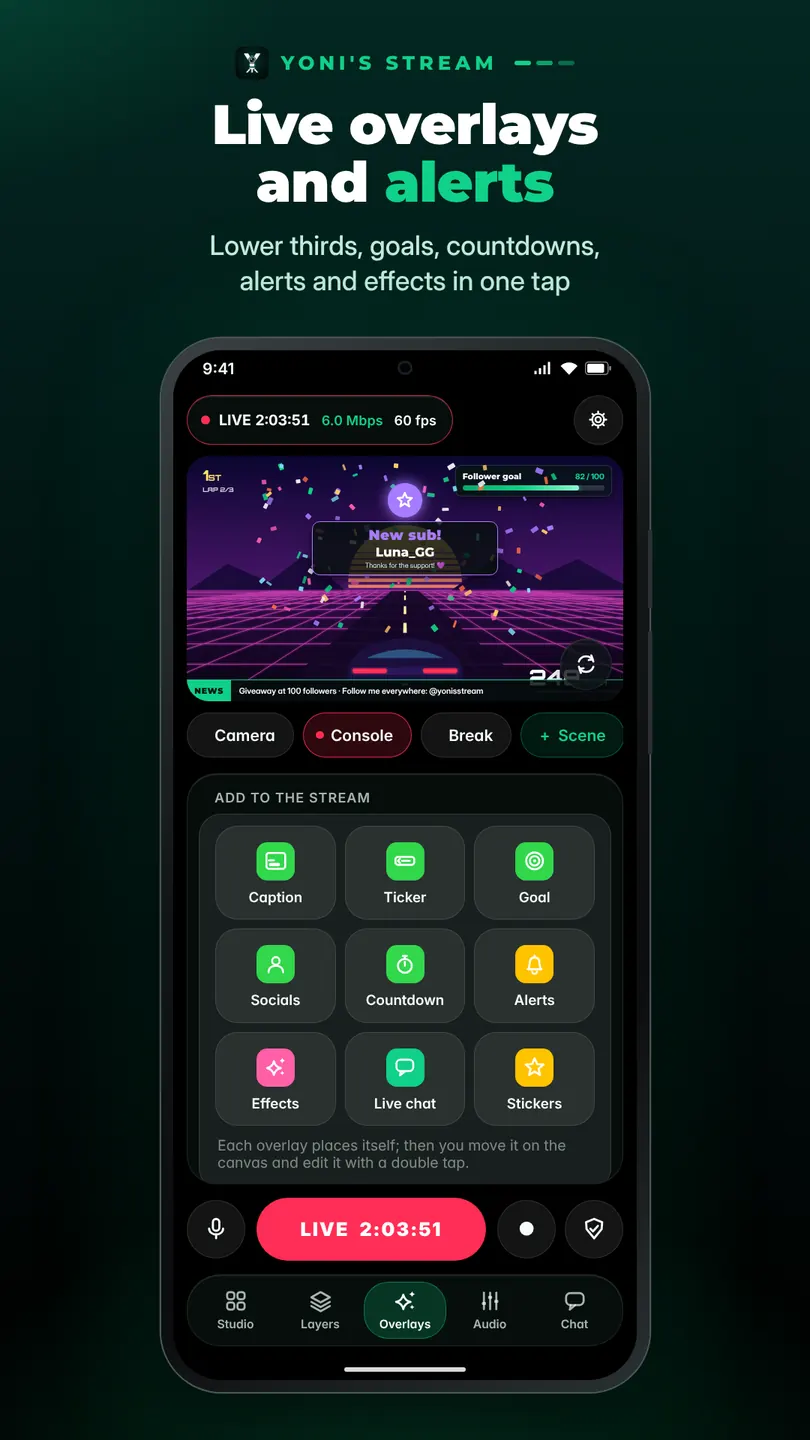 YONI'S STREAM
Live overlays
and alerts
Lower thirds, goals, countdowns,
alerts and effects in one tap
9:41
LIVE 2:03:51 6.0 Mbps 60 fps
1ST
LAP 2/3
Follower goal 82 / 100
New sub!
Luna_GG
Thanks for the support! 💜
NEWS Giveaway at 100 followers · Follow me everywhere: @yonisstream
Camera Console Break + Scene
ADD TO THE STREAM
Caption Ticker Goal
Socials Countdown Alerts
Effects Live chat Stickers
Each overlay places itself; then you move it on the
canvas and edit it with a double tap.
LIVE 2:03:51
Studio Layers Overlays Audio Chat